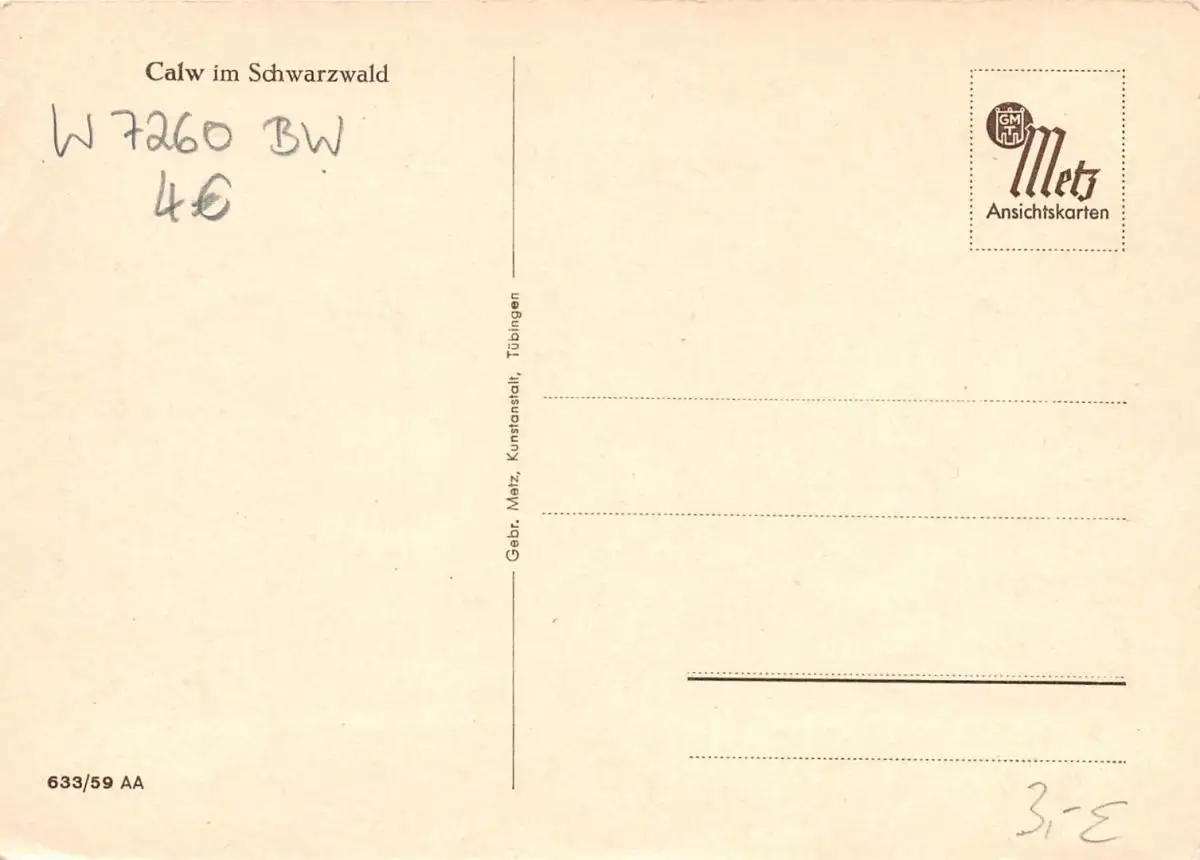 Calw im Schwarzwald
W 7260 BW
4€
GMT
Metz
Ansichtskarten
Gebr. Metz, Kunstanstalt, Tübingen
633/59 AA
3,-€